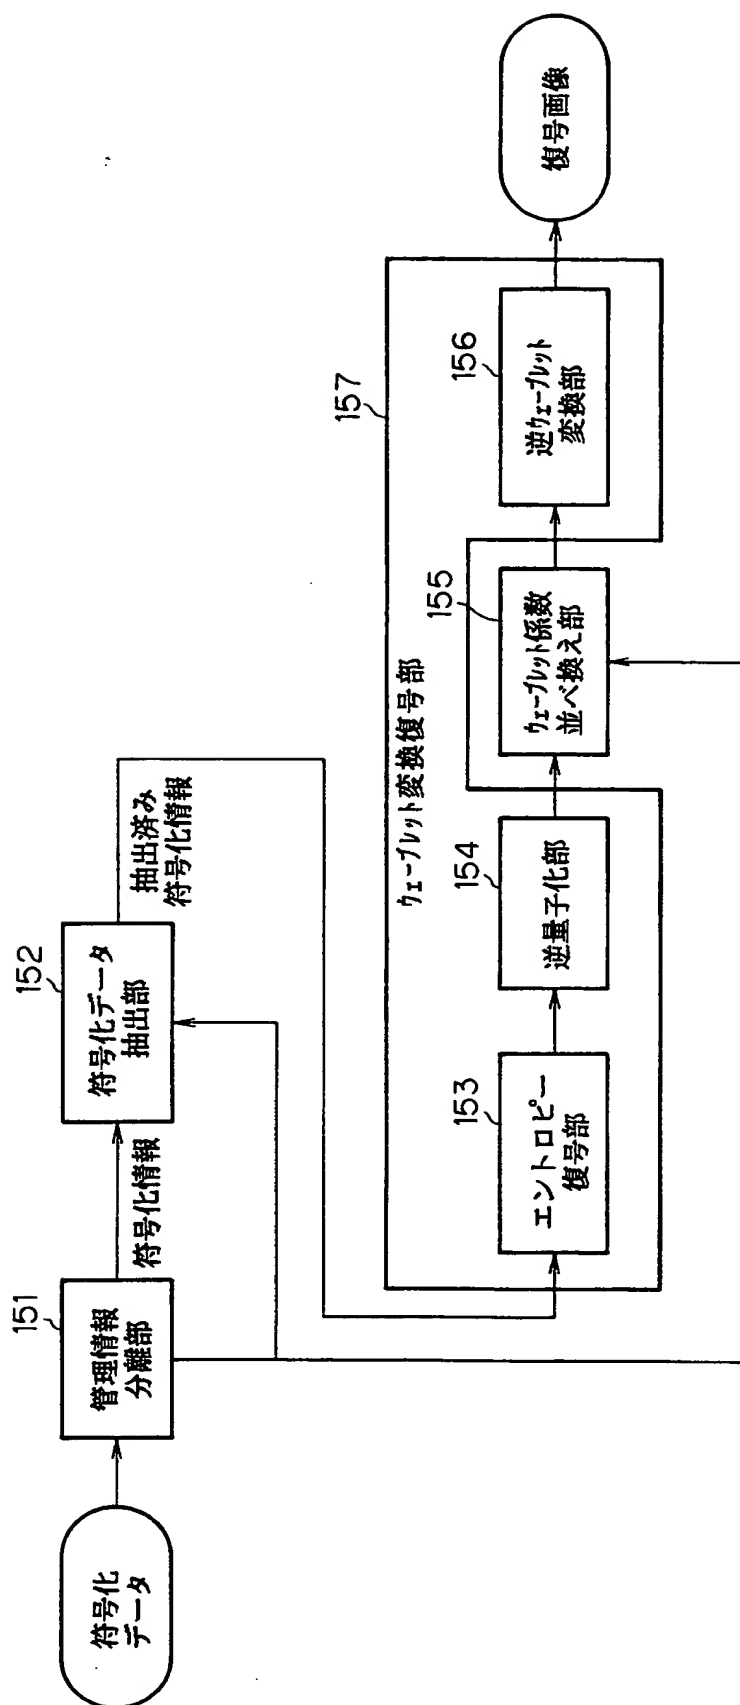 符号化
データ
151
管理情報
分離部
符号化情報
152
符号化データ
抽出部
抽出済み
符号化情報
157
ウェーブレット変換復号部
153
エントロピー
復号部
154
逆量子化部
155
ウェーブレット係数
並べ換え部
156
逆ウェーブレット
変換部
復号画像